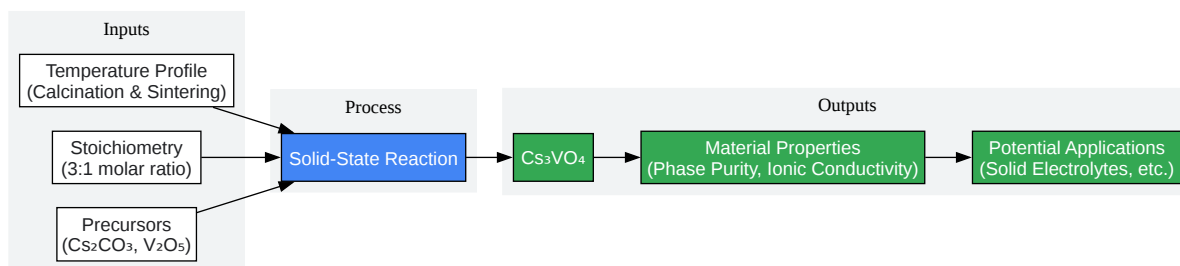 Inputs
Temperature Profile
(Calcination & Sintering)
Stoichiometry
(3:1 molar ratio)
Precursors
(Cs₂CO₃, V₂O₅)
Process
Solid-State Reaction
Outputs
Cs₃VO₄
Material Properties
(Phase Purity, Ionic Conductivity)
Potential Applications
(Solid Electrolytes, etc.)